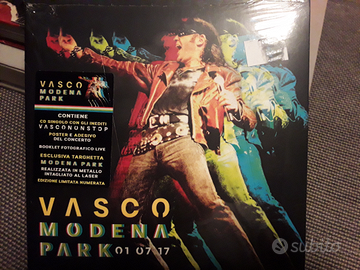 VASCO
MODENA
PARK
CONTIENE
CD SINGOLO CON GLI INEDITI
VASCONONSTOP
POSTER E ADESIVO
DEL CONCERTO
BOOKLET FOTOGRAFICO LIVE
ESCLUSIVA TARGHETTA
MODENA PARK
REALIZZATA IN METALLO
INTAGLIATO AL LASER
EDIZIONE LIMITATA NUMERATA
VASCO
MODENA
PARK 01 07 17
subito